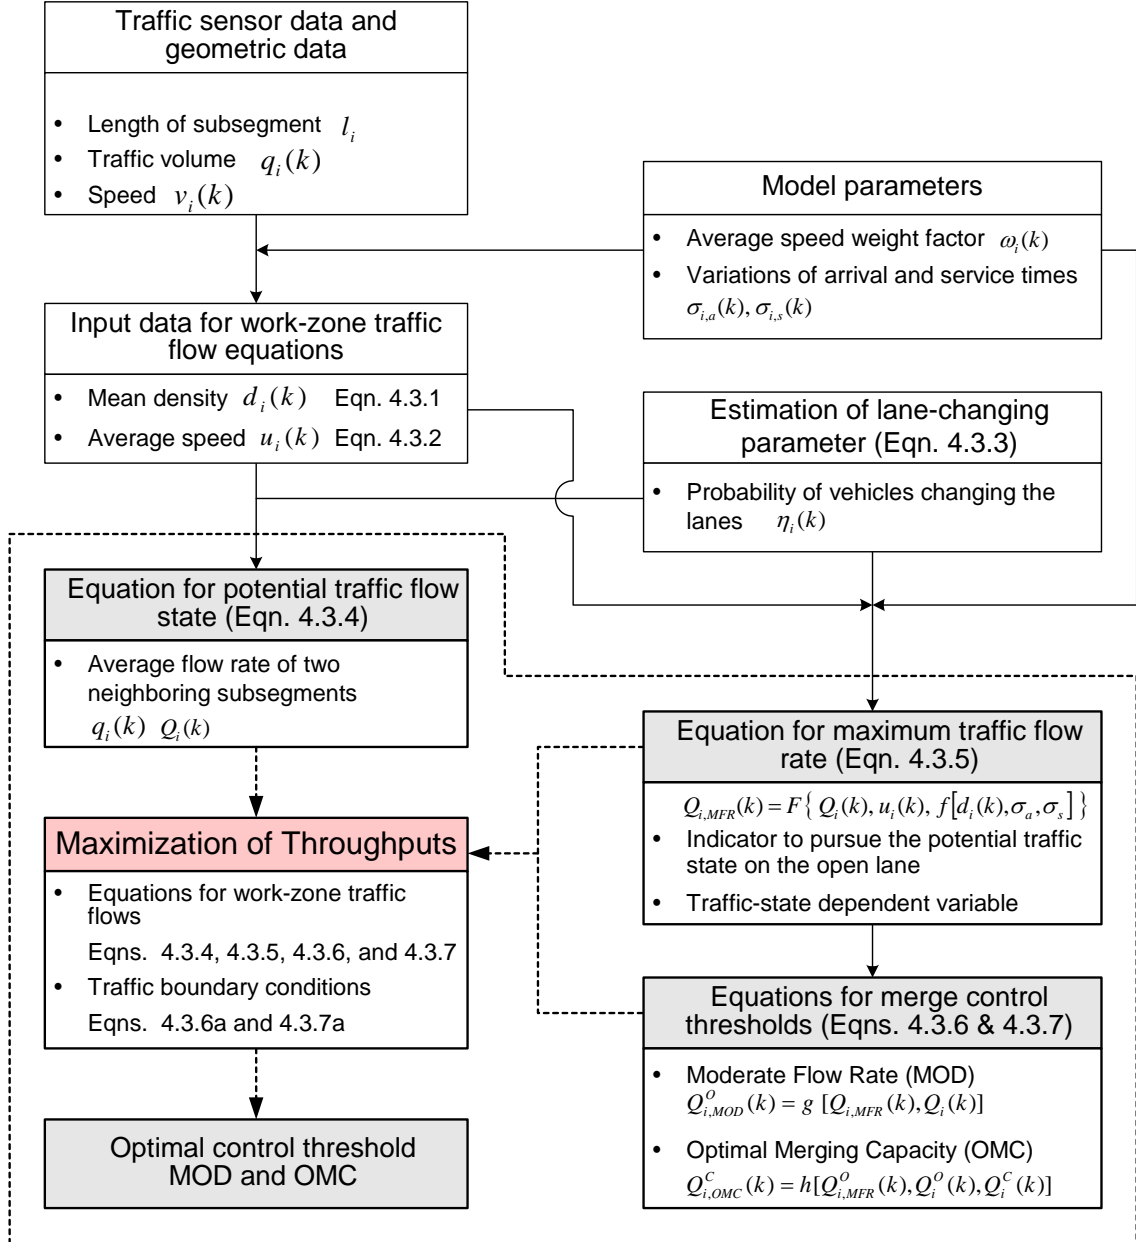 Traffic sensor data and
geometric data
• Length of subsegment l_i
• Traffic volume q_i(k)
• Speed v_i(k)
Model parameters
• Average speed weight factor ω_i(k)
• Variations of arrival and service times
σ_{i,a}(k), σ_{i,s}(k)
Input data for work-zone traffic
flow equations
• Mean density d_i(k) Eqn. 4.3.1
• Average speed u_i(k) Eqn. 4.3.2
Estimation of lane-changing
parameter (Eqn. 4.3.3)
• Probability of vehicles changing the
lanes η_i(k)
Equation for potential traffic flow
state (Eqn. 4.3.4)
• Average flow rate of two
neighboring subsegments
q_i(k) Q_i(k)
Equation for maximum traffic flow
rate (Eqn. 4.3.5)
Q_{i,MFR}(k) = F{ Q_i(k), u_i(k), f[d_i(k),σ_a,σ_s] }
• Indicator to pursue the potential traffic
state on the open lane
• Traffic-state dependent variable
Maximization of Throughputs
• Equations for work-zone traffic
flows
Eqns. 4.3.4, 4.3.5, 4.3.6, and 4.3.7
• Traffic boundary conditions
Eqns. 4.3.6a and 4.3.7a
Equations for merge control
thresholds (Eqns. 4.3.6 & 4.3.7)
• Moderate Flow Rate (MOD)
Q^O_{i,MOD}(k) = g [Q_{i,MFR}(k),Q_i(k)]
• Optimal Merging Capacity (OMC)
Q^C_{i,OMC}(k) = h[Q^O_{i,MFR}(k),Q^O_i(k),Q^C_i(k)]
Optimal control threshold
MOD and OMC